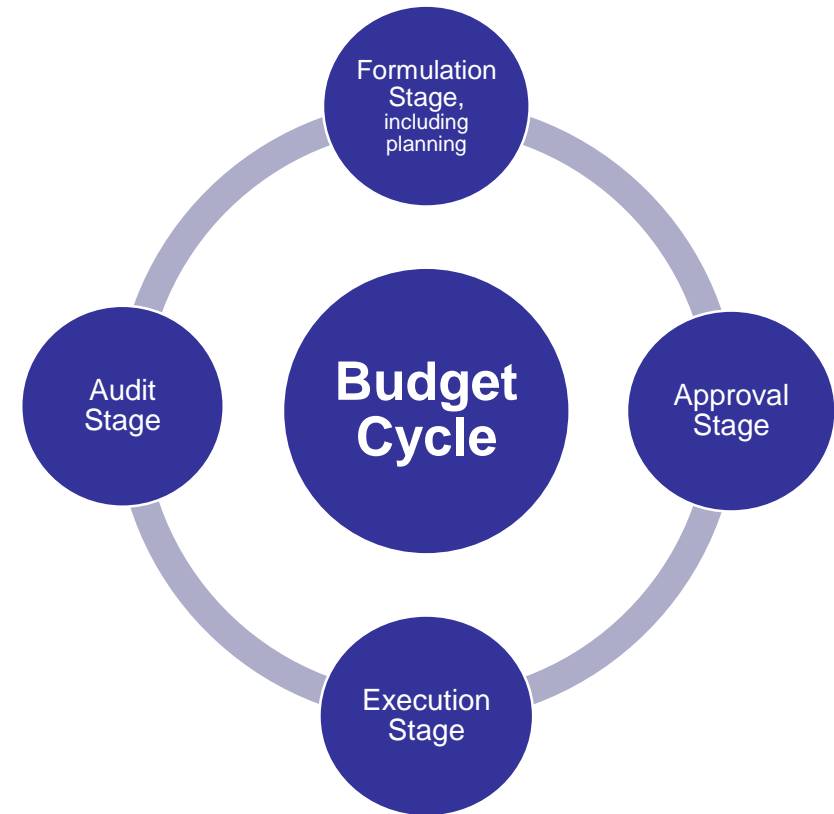 Formulation
Stage,
including
planning
Budget
Cycle
Approval
Stage
Execution
Stage
Audit
Stage